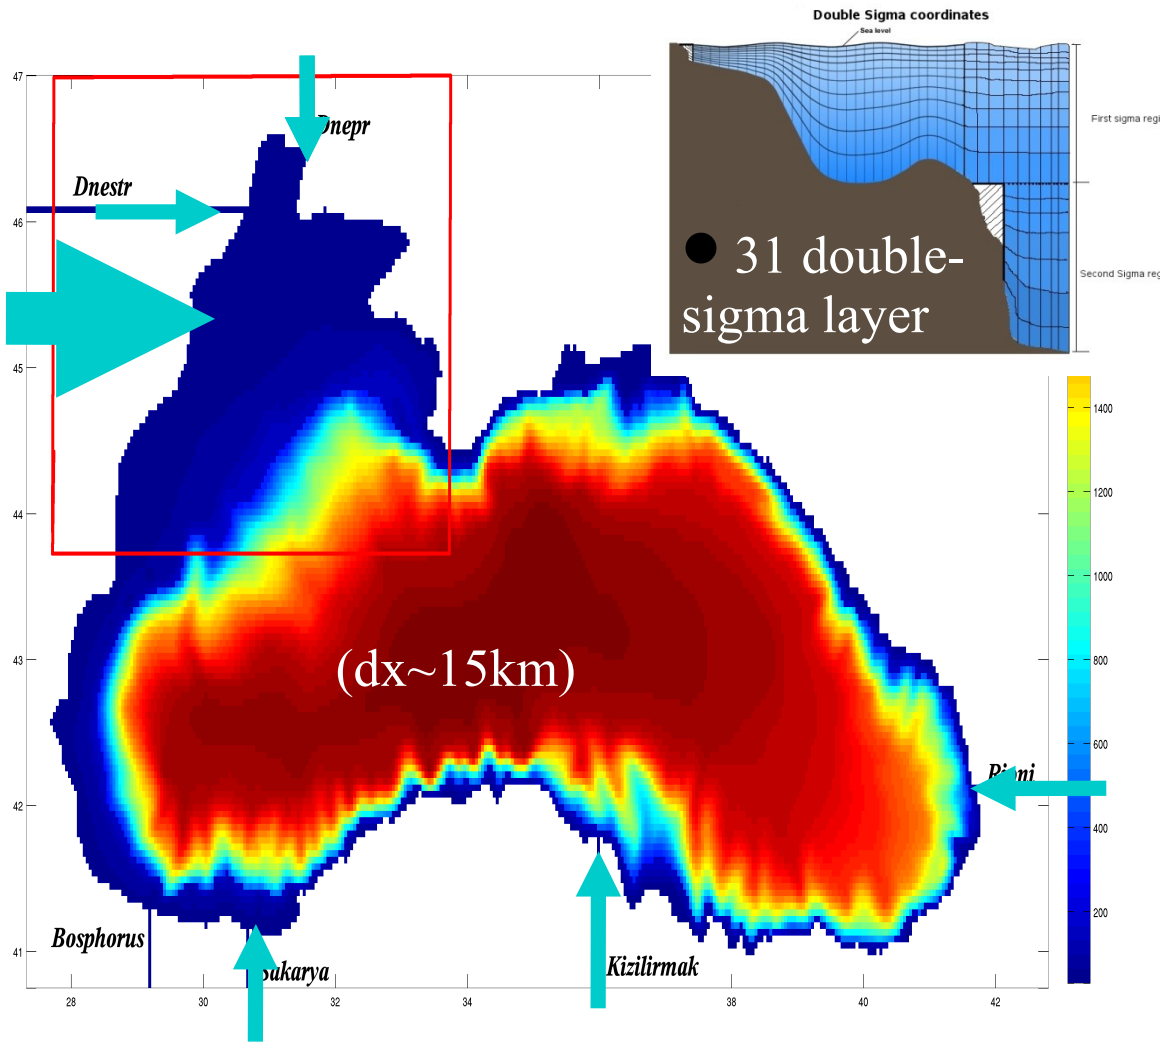 Double Sigma coordinates
Sea level
First sigma regi
Second Sigma reg
31 double-
sigma layer
47
46
45
44
43
42
41
Dnepr
Dnestr
(dx~15km)
Rioni
Bosphorus
Sakarya
Kizilirmak
28
30
32
34
38
40
42
1400
1200
1000
800
600
400
200